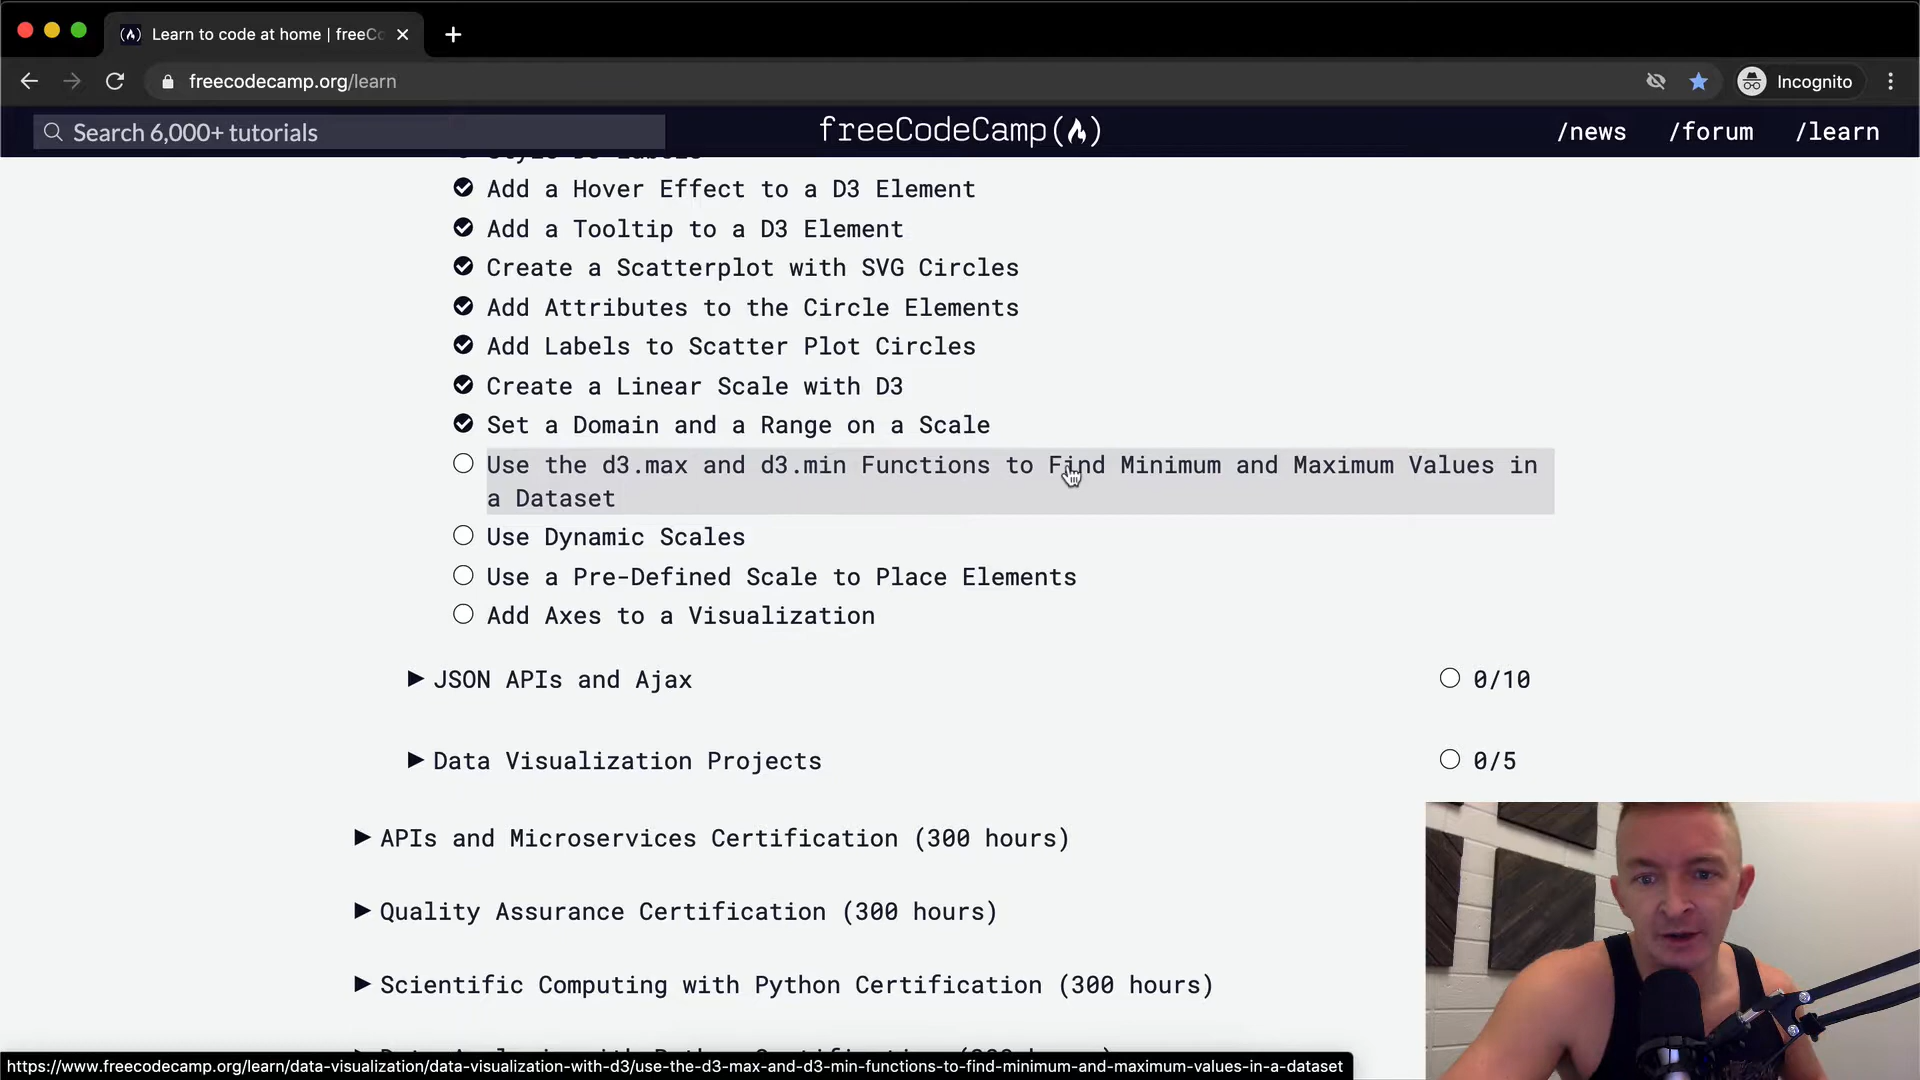 Learn to code at home | freeCo
freecodecamp.org/learn
Incognito
Search 6,000+ tutorials
freeCodeCamp
/news
/forum
/learn
Add a Hover Effect to a D3 Element
Add a Tooltip to a D3 Element
Create a Scatterplot with SVG Circles
Add Attributes to the Circle Elements
Add Labels to Scatter Plot Circles
Create a Linear Scale with D3
Set a Domain and a Range on a Scale
Use the d3.max and d3.min Functions to Find Minimum and Maximum Values in
a Dataset
Use Dynamic Scales
Use a Pre-Defined Scale to Place Elements
Add Axes to a Visualization
JSON APIs and Ajax
0/10
Data Visualization Projects
0/5
APIs and Microservices Certification (300 hours)
Quality Assurance Certification (300 hours)
Scientific Computing with Python Certification (300 hours)
https://www.freecodecamp.org/learn/data-visualization/data-visualization-with-d3/use-the-d3-max-and-d3-min-functions-to-find-minimum-and-maximum-values-in-a-dataset